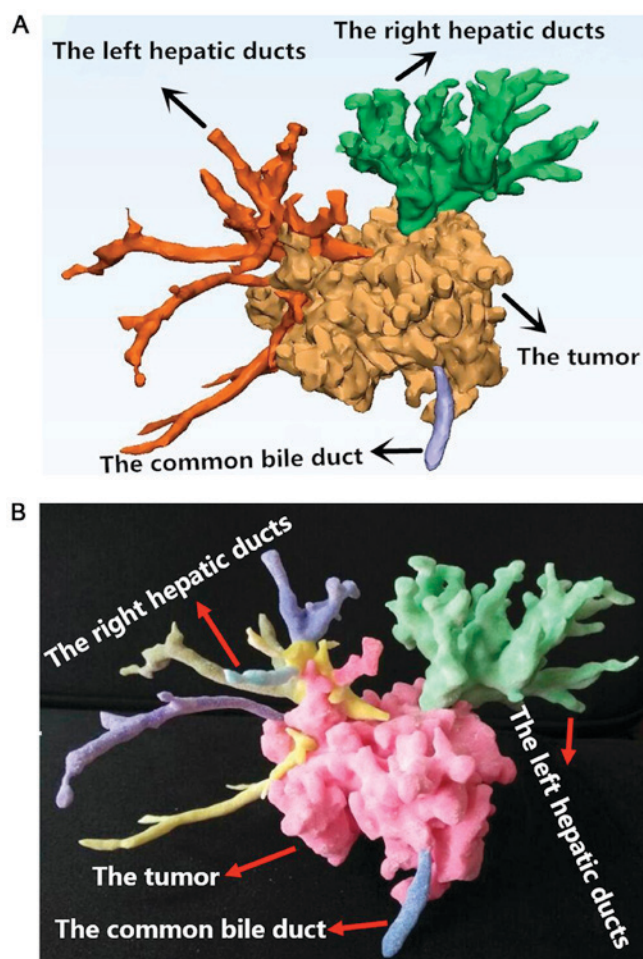 A
The left hepatic ducts
The right hepatic ducts
The tumor
The common bile duct
B
The right hepatic ducts
The left hepatic ducts
The tumor
The common bile duct